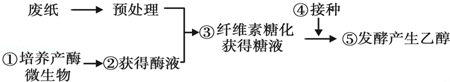 废纸 预处理
④接种
③纤维素糖化
获得糖液
⑤发酵产生乙醇
①培养产酶
微生物
②获得酶液